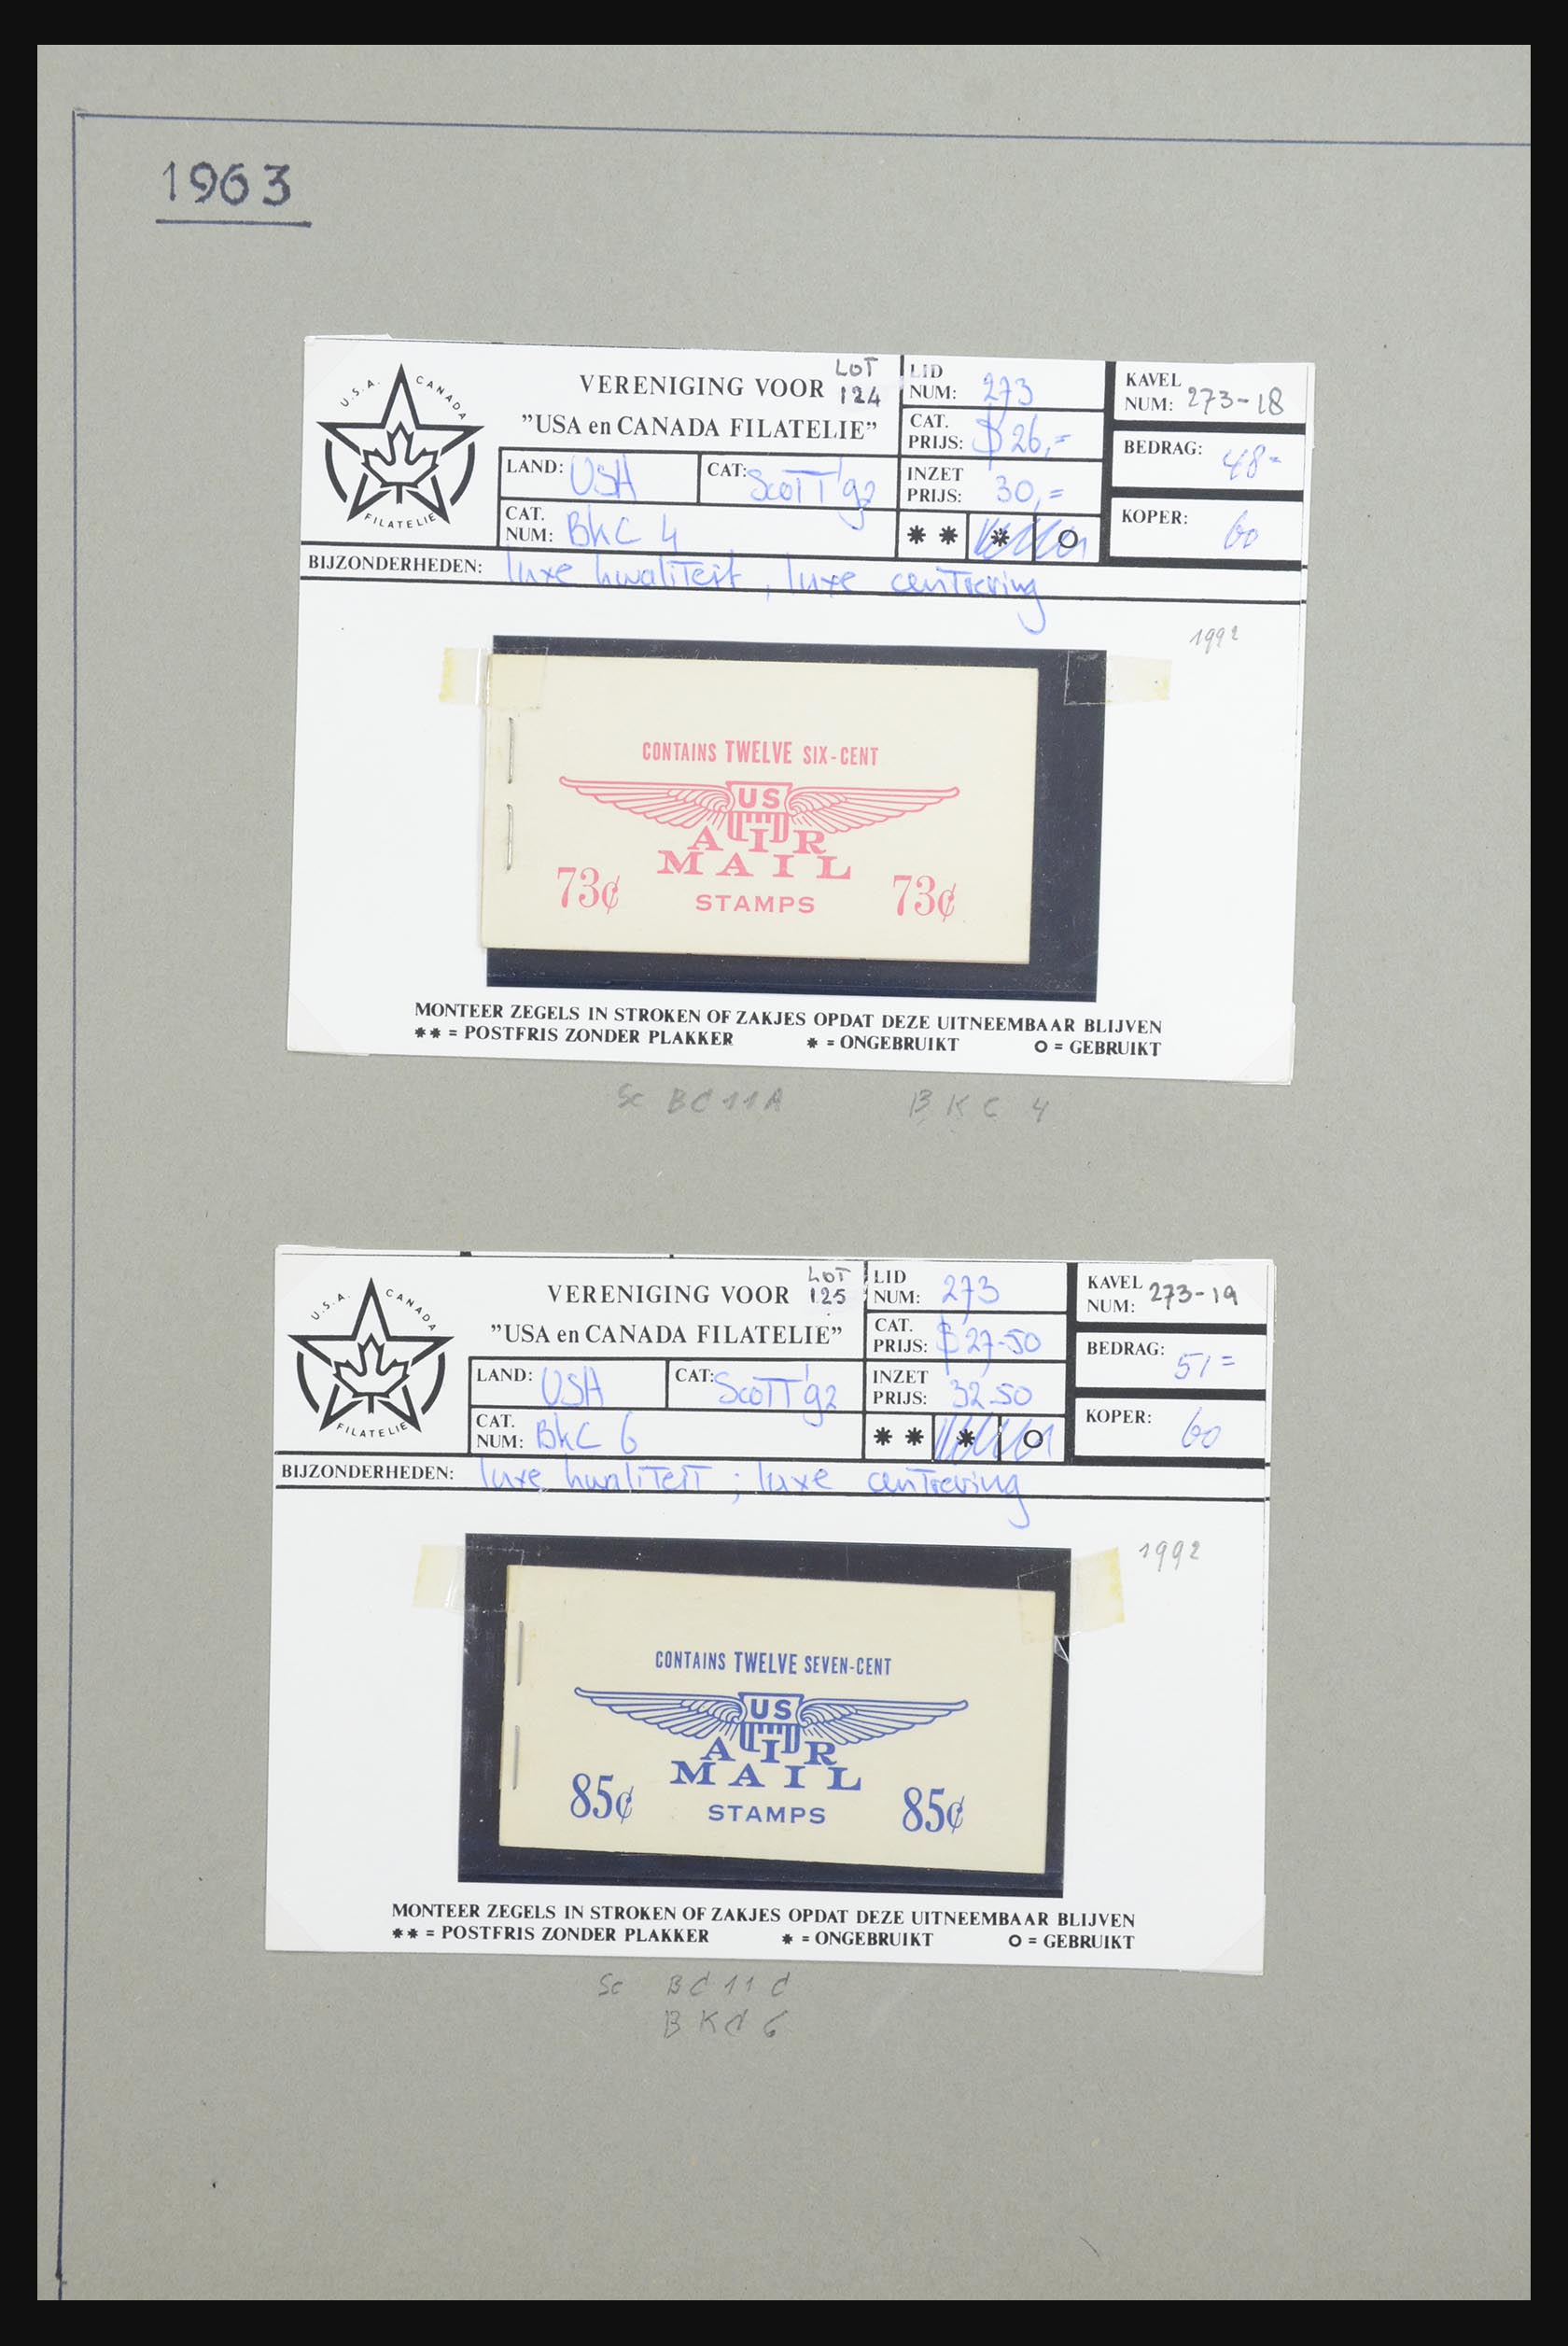 1963
U.S.A. CANADA
FILATELIE
VERENIGING VOOR
"USA en CANADA FILATELIE"
LOT
124
LID
NUM: 273
KAVEL
NUM: 273-18
CAT.
PRIJS: $ 26,=
BEDRAG: 48=
LAND: USA
CAT: SCOTT '92
INZET
PRIJS: 30,=
CAT.
NUM: BKC 4
** * O
KOPER: 60
BIJZONDERHEDEN: luxe kwaliteit, luxe centrering
1992
CONTAINS TWELVE SIX-CENT
US
AIR
MAIL
73¢ STAMPS 73¢
MONTEER ZEGELS IN STROKEN OF ZAKJES OPDAT DEZE UITNEEMBAAR BLIJVEN
** = POSTFRIS ZONDER PLAKKER * = ONGEBRUIKT O = GEBRUIKT
Sc BC11A BKC 4
U.S.A. CANADA
FILATELIE
VERENIGING VOOR
"USA en CANADA FILATELIE"
LOT
125
LID
NUM: 273
KAVEL
NUM: 273-19
CAT.
PRIJS: $ 27-50
BEDRAG: 51=
LAND: USA
CAT: SCOTT '92
INZET
PRIJS: 32-50
CAT.
NUM: BKC 6
** * O
KOPER: 60
BIJZONDERHEDEN: luxe kwaliteit; luxe centrering
1992
CONTAINS TWELVE SEVEN-CENT
US
AIR
MAIL
85¢ STAMPS 85¢
MONTEER ZEGELS IN STROKEN OF ZAKJES OPDAT DEZE UITNEEMBAAR BLIJVEN
** = POSTFRIS ZONDER PLAKKER * = ONGEBRUIKT O = GEBRUIKT
Sc BC11C
BKC 6